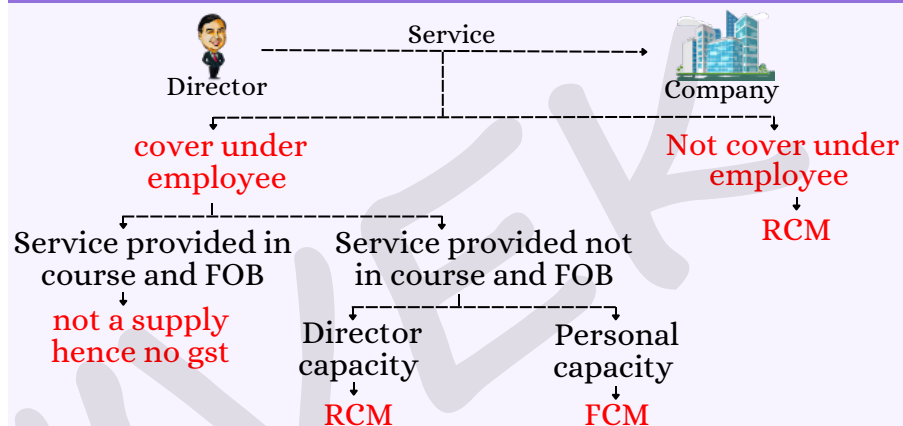 Service
Director
Company
cover under
employee
Not cover under
employee
RCM
Service provided in
course and FOB
not a supply
hence no gst
Service provided not
in course and FOB
Director
capacity
RCM
Personal
capacity
FCM